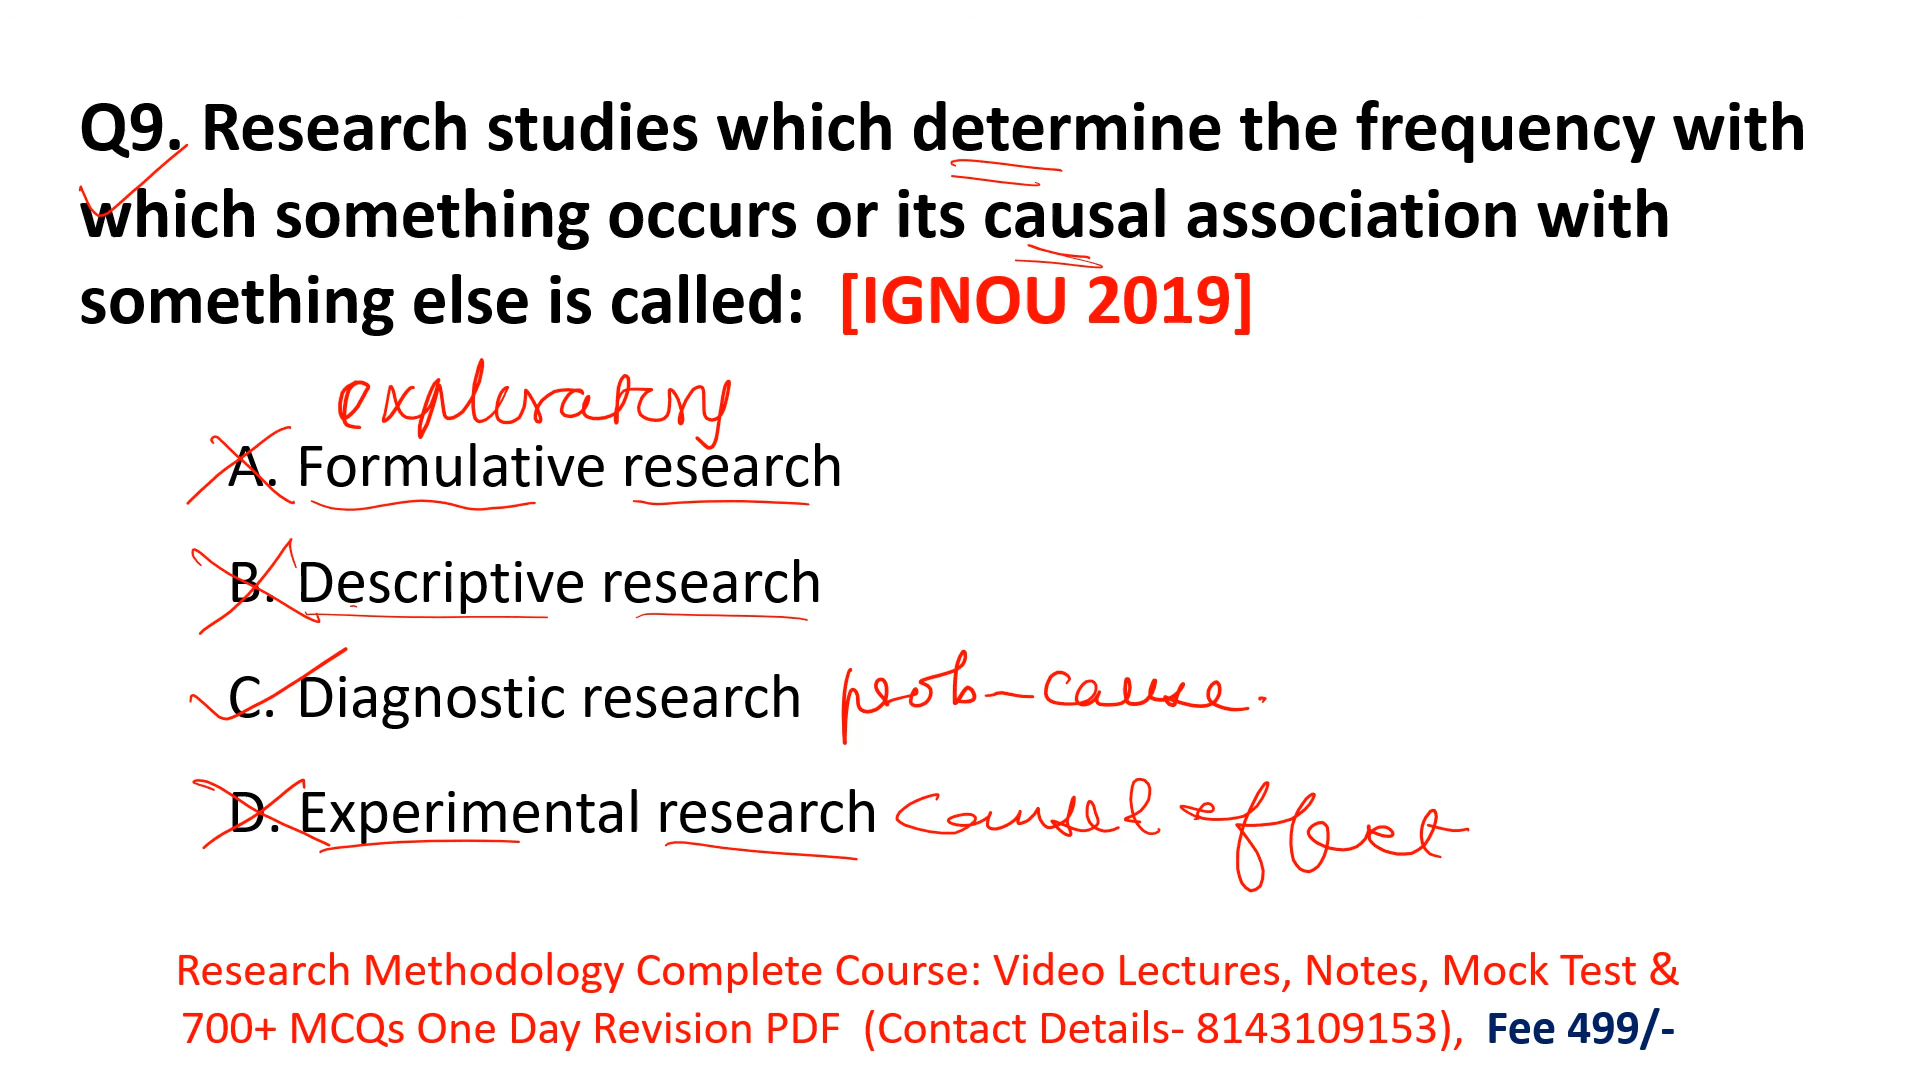 Q9. Research studies which determine the frequency with
which something occurs or its causal association with
something else is called: [IGNOU 2019]
exploratory
A. Formulative research
B. Descriptive research
C. Diagnostic research prob-cause.
D. Experimental research cause & effect
Research Methodology Complete Course: Video Lectures, Notes, Mock Test &
700+ MCQs One Day Revision PDF (Contact Details- 8143109153), Fee 499/-